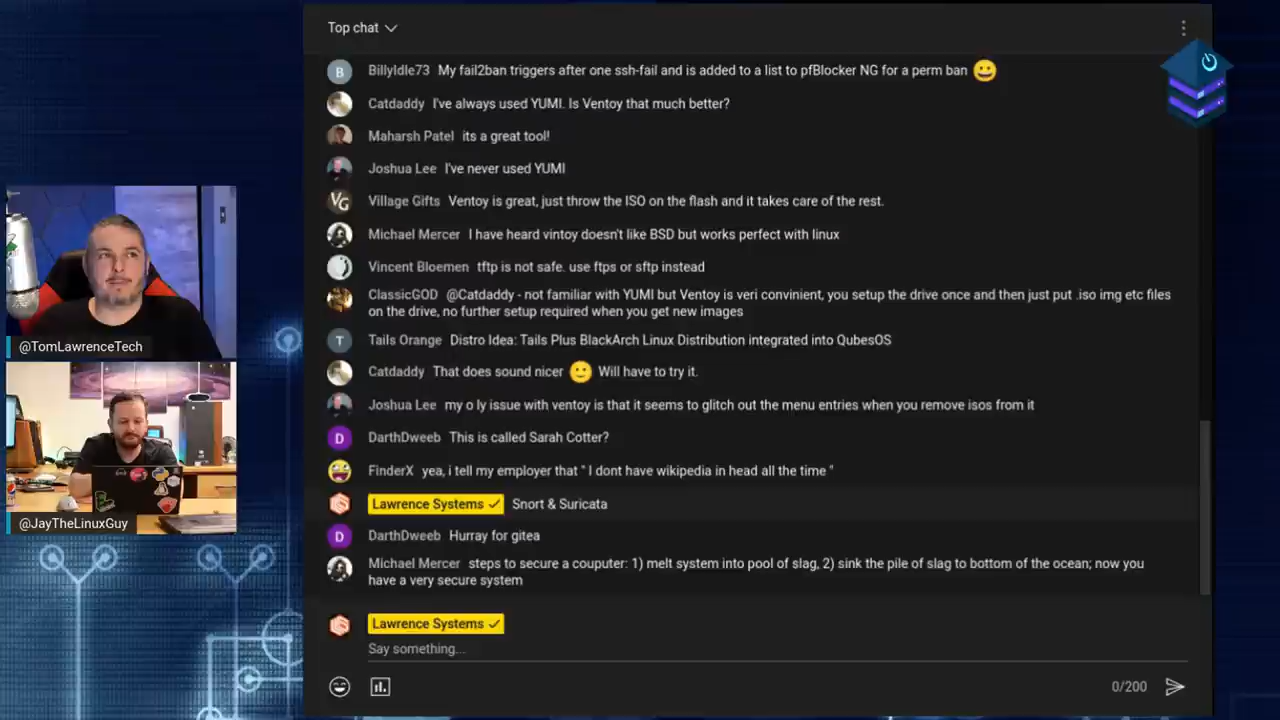 Top chat
BillyIdle73 My fail2ban triggers after one ssh-fail and is added to a list to pfBlocker NG for a perm ban
Catdaddy I've always used YUMI. Is Ventoy that much better?
Maharsh Patel its a great tool!
Joshua Lee I've never used YUMI
Village Gifts Ventoy is great, just throw the ISO on the flash and it takes care of the rest.
Michael Mercer I have heard vintoy doesn't like BSD but works perfect with linux
Vincent Bloemen tftp is not safe. use ftps or sftp instead
ClassicGOD @Catdaddy - not familiar with YUMI but Ventoy is veri convinient, you setup the drive once and then just put .iso img etc files
on the drive, no further setup required when you get new images
Tails Orange Distro Idea: Tails Plus BlackArch Linux Distribution integrated into QubesOS
Catdaddy That does sound nicer Will have to try it.
Joshua Lee my o ly issue with ventoy is that it seems to glitch out the menu entries when you remove isos from it
DarthDweeb This is called Sarah Cotter?
FinderX yea, i tell my employer that " I dont have wikipedia in head all the time "
Lawrence Systems Snort & Suricata
DarthDweeb Hurray for gitea
Michael Mercer steps to secure a couputer: 1) melt system into pool of slag, 2) sink the pile of slag to bottom of the ocean; now you
have a very secure system
Lawrence Systems
Say something...
0/200
@TomLawrenceTech
@JayTheLinuxGuy
B
VG
T
D
D